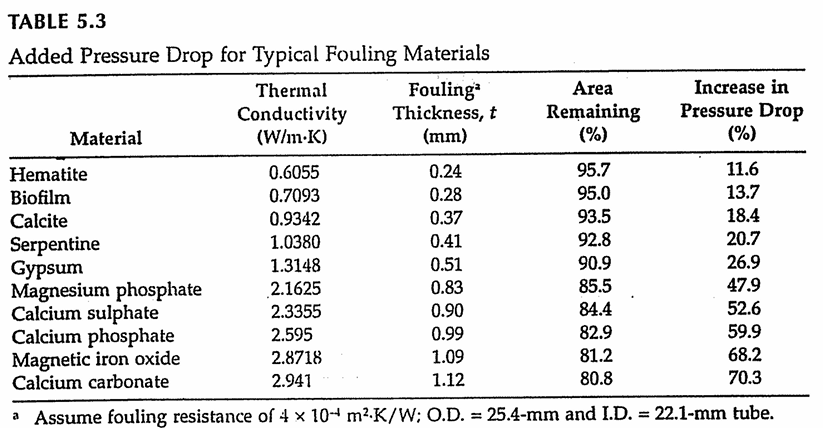 TABLE 5.3
Added Pressure Drop for Typical Fouling Materials
Material Thermal Conductivity (W/m·K) Foulingᵃ Thickness, t (mm) Area Remaining (%) Increase in Pressure Drop (%)
Hematite 0.6055 0.24 95.7 11.6
Biofilm 0.7093 0.28 95.0 13.7
Calcite 0.9342 0.37 93.5 18.4
Serpentine 1.0380 0.41 92.8 20.7
Gypsum 1.3148 0.51 90.9 26.9
Magnesium phosphate 2.1625 0.83 85.5 47.9
Calcium sulphate 2.3355 0.90 84.4 52.6
Calcium phosphate 2.595 0.99 82.9 59.9
Magnetic iron oxide 2.8718 1.09 81.2 68.2
Calcium carbonate 2.941 1.12 80.8 70.3
ᵃ Assume fouling resistance of 4 × 10⁻⁴ m²·K/W; O.D. = 25.4-mm and I.D. = 22.1-mm tube.